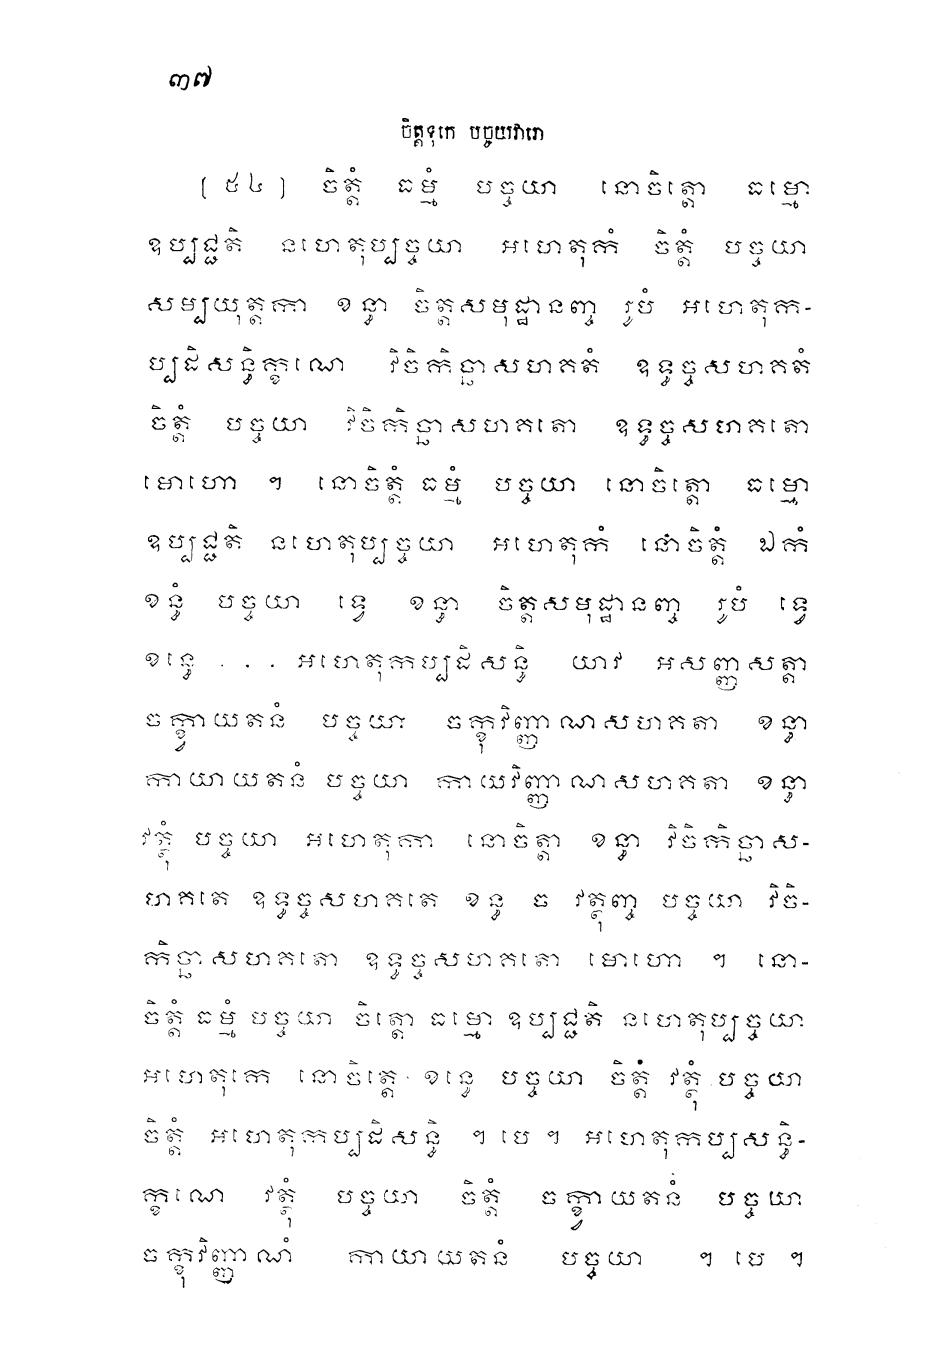 ៣៧
ចិត្តទុកេ បច្ចយវារោ
(៥៤) ចិត្តំ ធម្មំ បច្ចយា នោចិត្តោ ធម្មោ
ឧប្បជ្ជតិ នហេតុប្បច្ចយា អហេតុកំ ចិត្តំ បច្ចយា
សម្បយុត្តកា ខន្ធា ចិត្តសមុដ្ឋានញ្ច រូបំ អហេតុក-
ប្បដិសន្ធិក្ខណេ វិចិកិច្ឆាសហគតំ ឧទ្ធច្ចសហគតំ
ចិត្តំ បច្ចយា វិចិកិច្ឆាសហគតោ ឧទ្ធច្ចសហគតោ
មោហោ ។ នោចិត្តំ ធម្មំ បច្ចយា នោចិត្តោ ធម្មោ
ឧប្បជ្ជតិ នហេតុប្បច្ចយា អហេតុកំ នោចិត្តំ ឯកំ
ខន្ធំ បច្ចយា ទ្វេ ខន្ធា ចិត្តសមុដ្ឋានញ្ច រូបំ ទ្វេ
ខន្ធេ . . . អហេតុកប្បដិសន្ធិ យាវ អសញ្ញសត្តា
ចក្ខាយតនំ បច្ចយា ចក្ខុវិញ្ញាណសហគតា ខន្ធា
កាយាយតនំ បច្ចយា កាយវិញ្ញាណសហគតា ខន្ធា
វត្ថុំ បច្ចយា អហេតុកា នោចិត្តា ខន្ធា វិចិកិច្ឆាស-
ហគតេ ឧទ្ធច្ចសហគតេ ខន្ធ ច វត្ថុញ្ច បច្ចយា វិចិ-
កិច្ឆាសហគតោ ឧទ្ធច្ចសហគតោ មោហោ ។ នោ-
ចិត្តំ ធម្មំ បច្ចយា ចិត្តោ ធម្មោ ឧប្បជ្ជតិ នហេតុប្បច្ចយា
អហេតុកេ នោចិត្តេ ខន្ធេ បច្ចយា ចិត្តំ វត្ថុំ បច្ចយា
ចិត្តំ អហេតុកប្បដិសន្ធិ ។ បេ ។ អហេតុកប្បសន្ធិ-
ក្ខណេ វត្ថុំ បច្ចយា ចិត្តំ ចក្ខាយតនំ បច្ចយា
ចក្ខុវិញ្ញាណំ កាយាយតនំ បច្ចយា ។ បេ ។